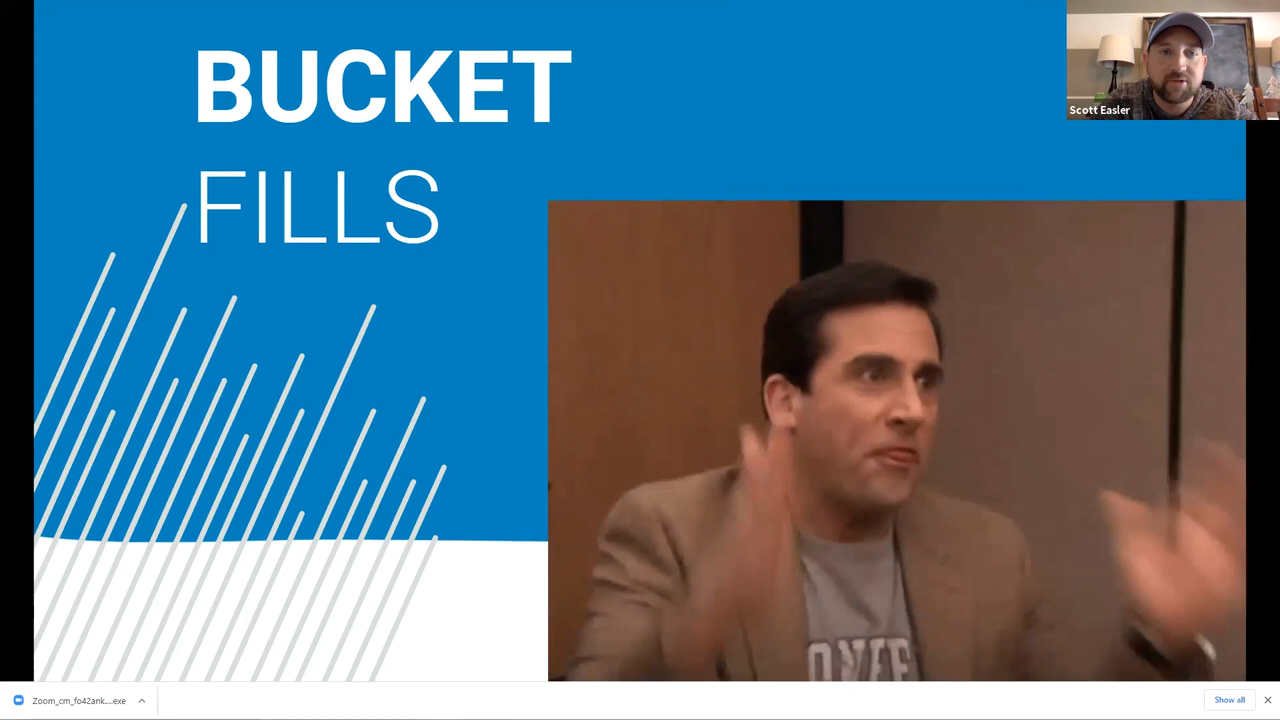 BUCKET
FILLS
Scott Easler
Zoom_cm_fo42ank....exe
Show all